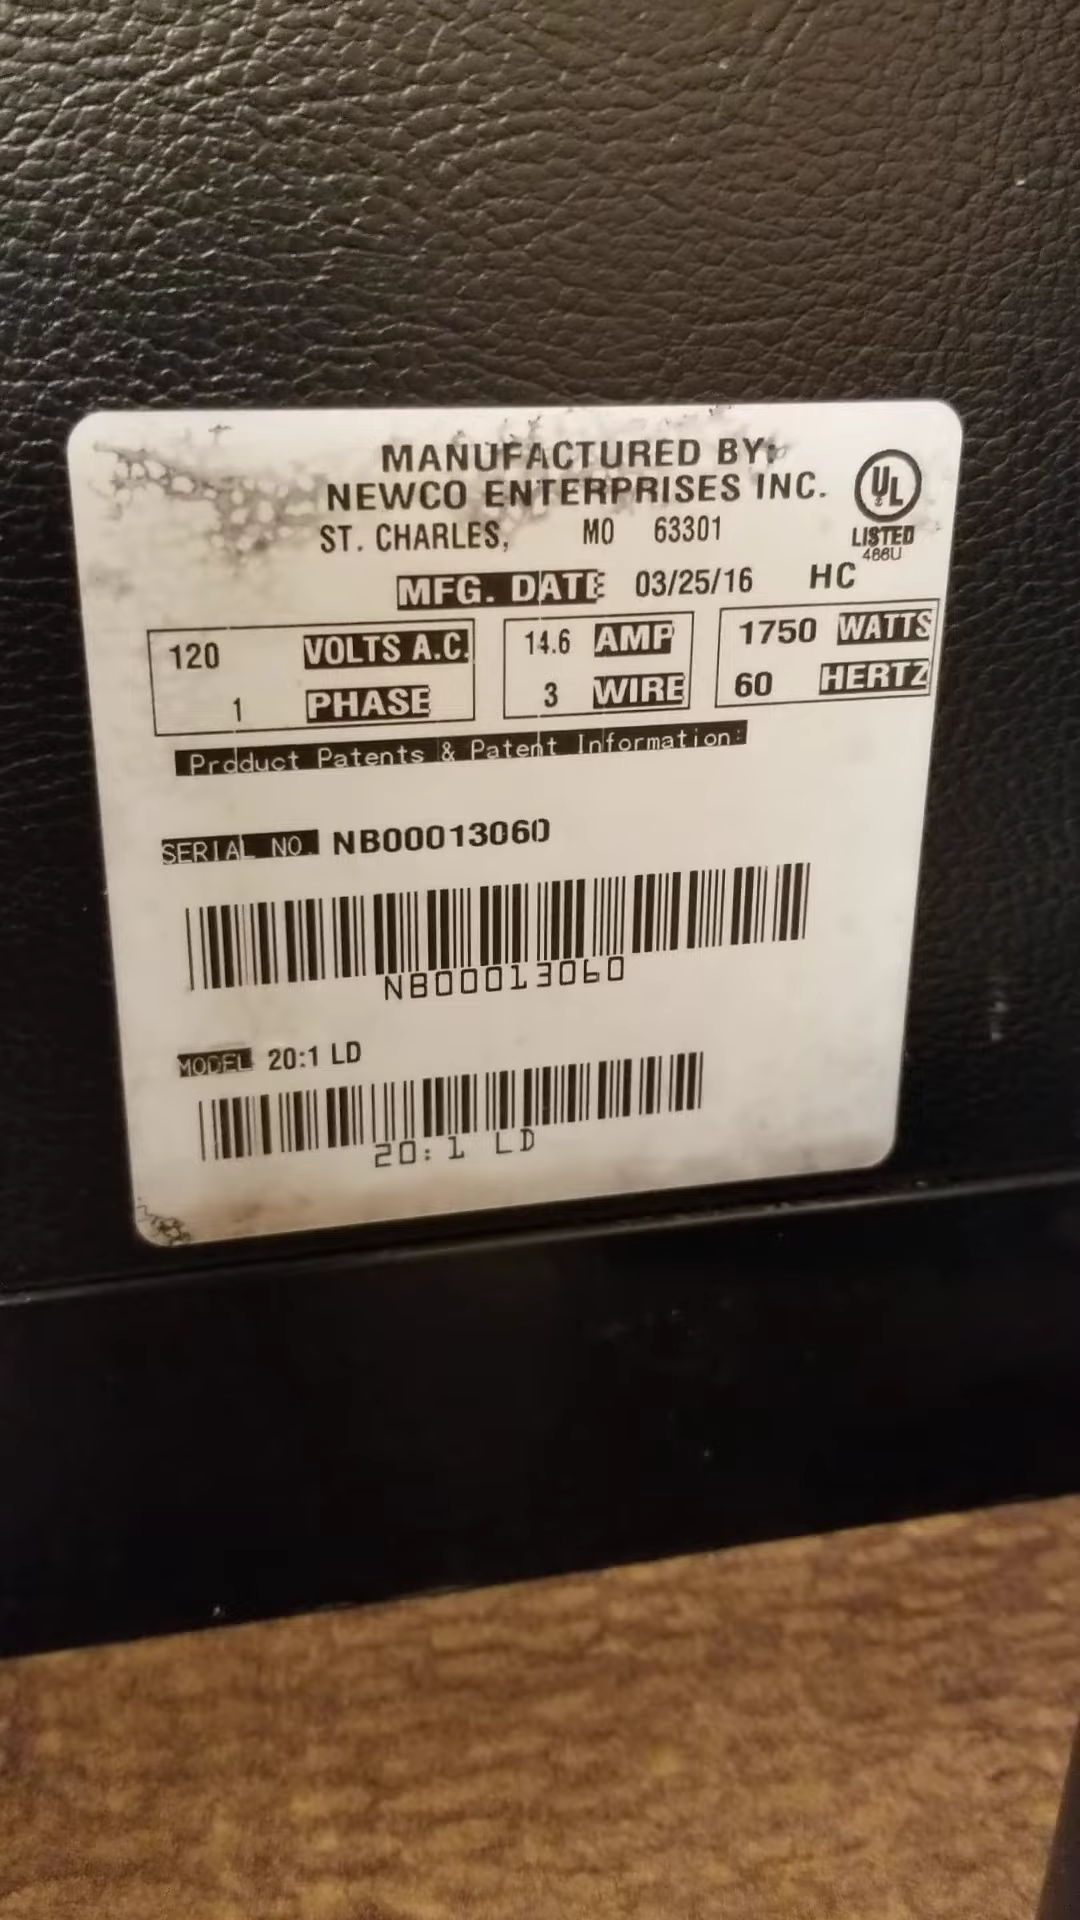 MANUFACTURED BY:
NEWCO ENTERPRISES INC.
ST. CHARLES, MO 63301
UL
LISTED
466U
MFG. DATE 03/25/16 HC
120 VOLTS A.C. 14.6 AMP 1750 WATTS
1 PHASE 3 WIRE 60 HERTZ
Product Patents & Patent Information:
SERIAL NO. NB00013060
NB00013060
MODEL 20:1 LD
20:1 LD